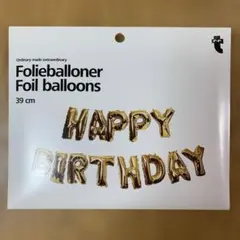 Ordinary made extraordinary
Folieballoner
Foil balloons
39 cm
HAPPY
BIRTHDAY